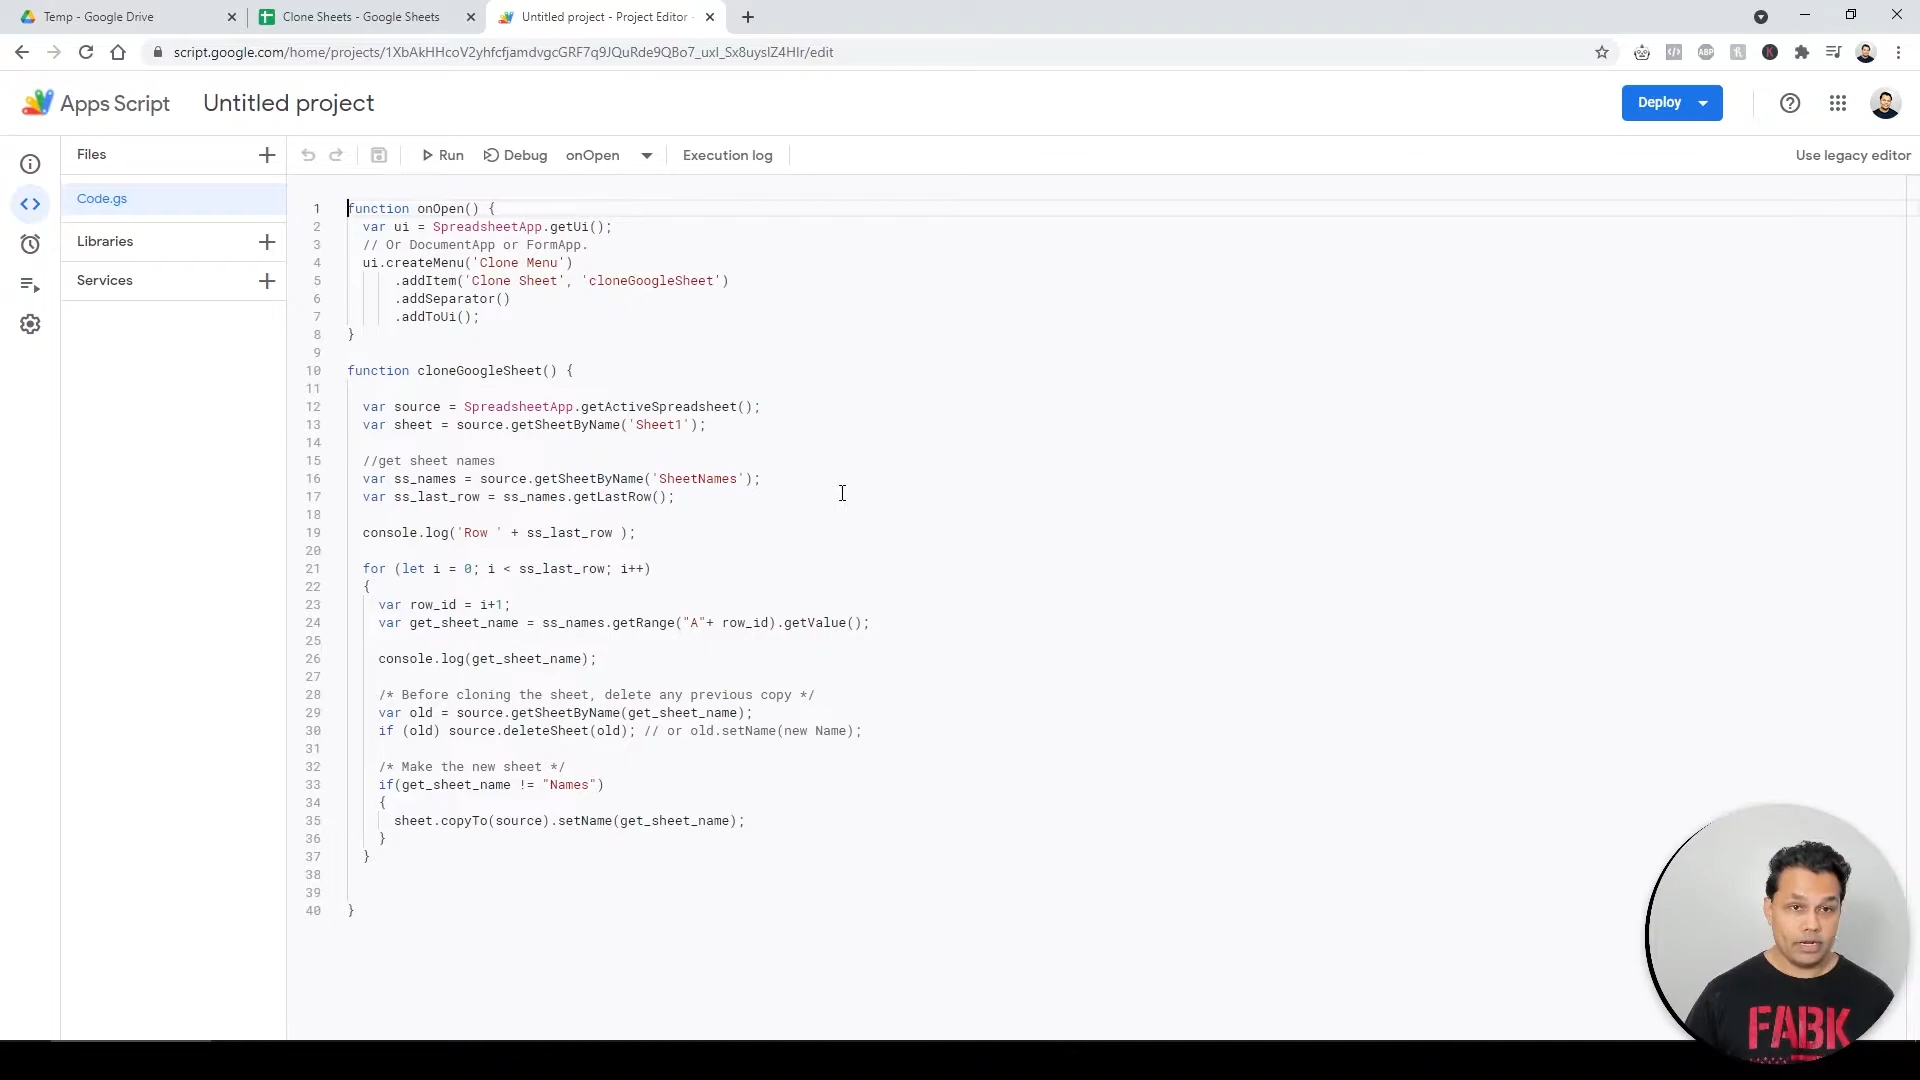 Temp - Google Drive
Clone Sheets - Google Sheets
Untitled project - Project Editor -
script.google.com/home/projects/1XbAkHHcoV2yhfcfjamdvgcGRF7q9JQuRde9QBo7_uxI_Sx8uyslZ4HIr/edit
ABP
K
Apps Script
Untitled project
Deploy
Files
Run
Debug
onOpen
Execution log
Use legacy editor
Code.gs
Libraries
Services
1 function onOpen() {
2 var ui = SpreadsheetApp.getUi();
3 // Or DocumentApp or FormApp.
4 ui.createMenu('Clone Menu')
5 .addItem('Clone Sheet', 'cloneGoogleSheet')
6 .addSeparator()
7 .addToUi();
8 }
9
10 function cloneGoogleSheet() {
11
12 var source = SpreadsheetApp.getActiveSpreadsheet();
13 var sheet = source.getSheetByName('Sheet1');
14
15 //get sheet names
16 var ss_names = source.getSheetByName('SheetNames');
17 var ss_last_row = ss_names.getLastRow();
18
19 console.log('Row ' + ss_last_row );
20
21 for (let i = 0; i < ss_last_row; i++)
22 {
23 var row_id = i+1;
24 var get_sheet_name = ss_names.getRange("A"+ row_id).getValue();
25
26 console.log(get_sheet_name);
27
28 /* Before cloning the sheet, delete any previous copy */
29 var old = source.getSheetByName(get_sheet_name);
30 if (old) source.deleteSheet(old); // or old.setName(new Name);
31
32 /* Make the new sheet */
33 if(get_sheet_name != "Names")
34 {
35 sheet.copyTo(source).setName(get_sheet_name);
36 }
37 }
38
39
40 }
FABK